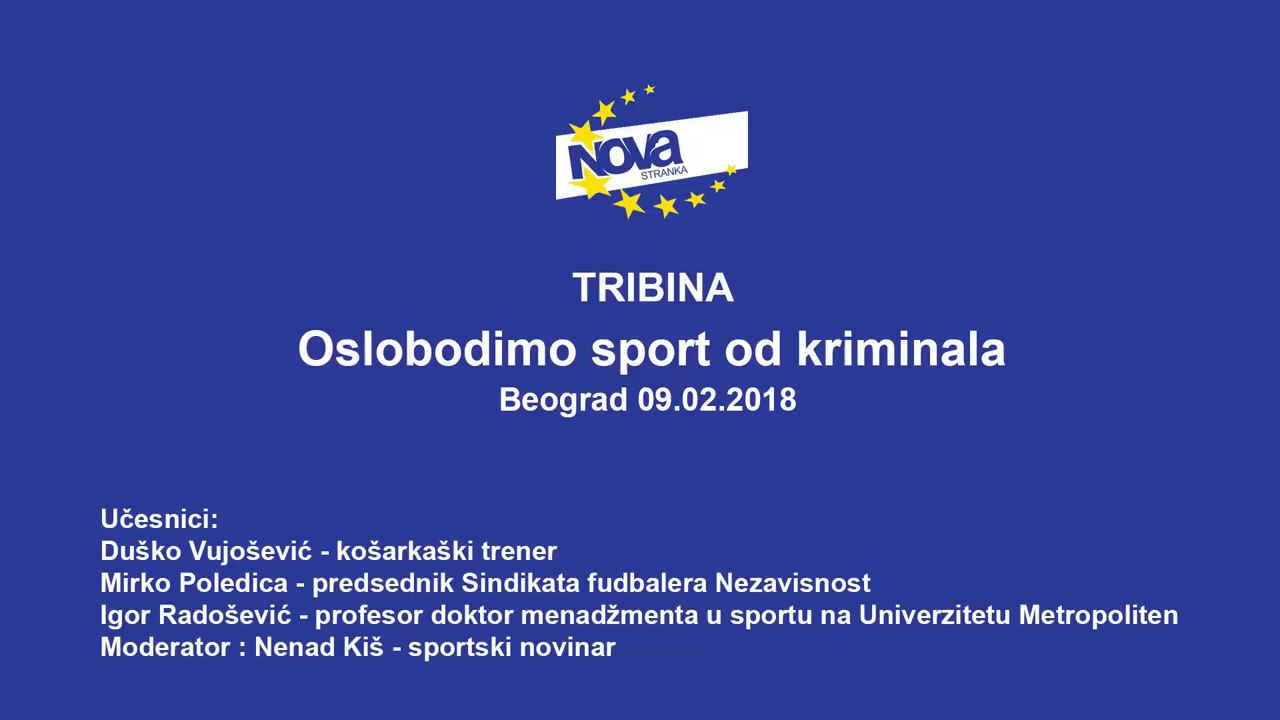 Nova
STRANKA
TRIBINA
Oslobodimo sport od kriminala
Beograd 09.02.2018
Učesnici:
Duško Vujošević - košarkaški trener
Mirko Poledica - predsednik Sindikata fudbalera Nezavisnost
Igor Radošević - profesor doktor menadžmenta u sportu na Univerzitetu Metropoliten
Moderator : Nenad Kiš - sportski novinar